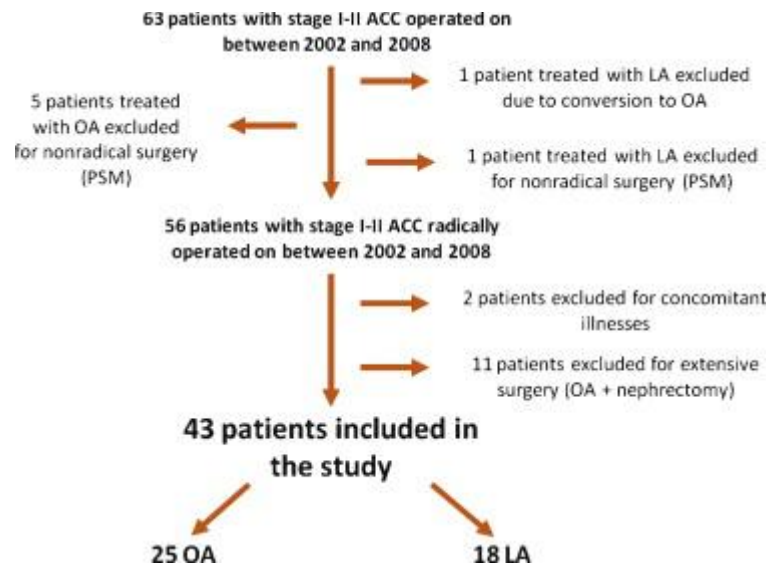 63 patients with stage I-II ACC operated on
between 2002 and 2008
1 patient treated with LA excluded
due to conversion to OA
5 patients treated
with OA excluded
for nonradical surgery
(PSM)
1 patient treated with LA excluded
for nonradical surgery (PSM)
56 patients with stage I-II ACC radically
operated on between 2002 and 2008
2 patients excluded for concomitant
illnesses
11 patients excluded for extensive
surgery (OA + nephrectomy)
43 patients included in
the study
25 OA
18 LA